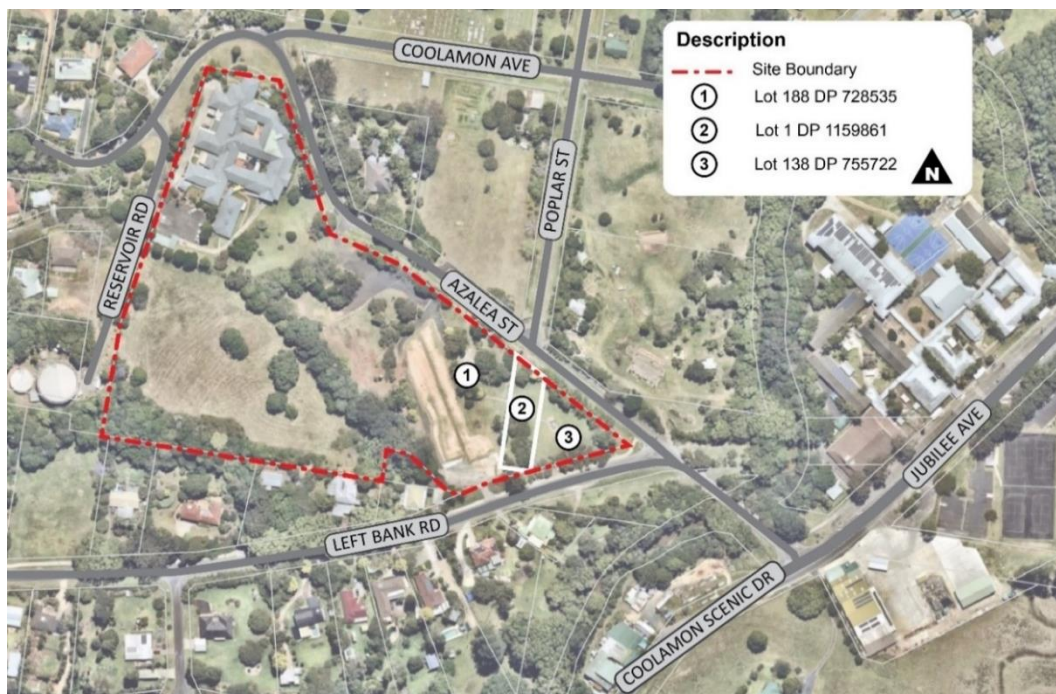 COOLAMON AVE
Description
Site Boundary
1 Lot 188 DP 728535
2 Lot 1 DP 1159861
3 Lot 138 DP 755722
N
POPLAR ST
RESERVOIR RD
AZALEA ST
1
2
3
JUBILEE AVE
LEFT BANK RD
COOLAMON SCENIC DR